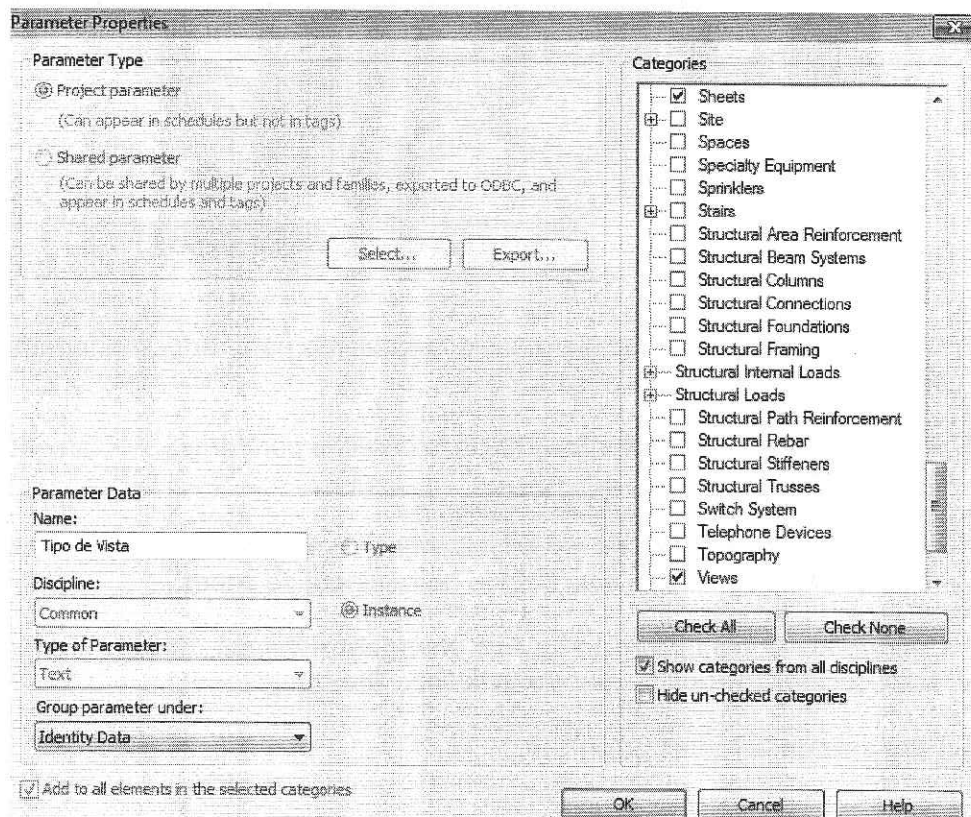 Parameter Properties
Parameter Type
Project parameter
(Can appear in schedules but not in tags)
Shared parameter
(Can be shared by multiple projects and families, exported to ODBC, and
appear in schedules and tags)
Select...
Export...
Parameter Data
Name:
Tipo de Vista
Type
Discipline:
Common
Instance
Type of Parameter:
Text
Group parameter under:
Identity Data
Add to all elements in the selected categories
Categories
Sheets
Site
Spaces
Specialty Equipment
Sprinklers
Stairs
Structural Area Reinforcement
Structural Beam Systems
Structural Columns
Structural Connections
Structural Foundations
Structural Framing
Structural Internal Loads
Structural Loads
Structural Path Reinforcement
Structural Rebar
Structural Stiffeners
Structural Trusses
Switch System
Telephone Devices
Topography
Views
Check All
Check None
Show categories from all disciplines
Hide un-checked categories
OK
Cancel
Help